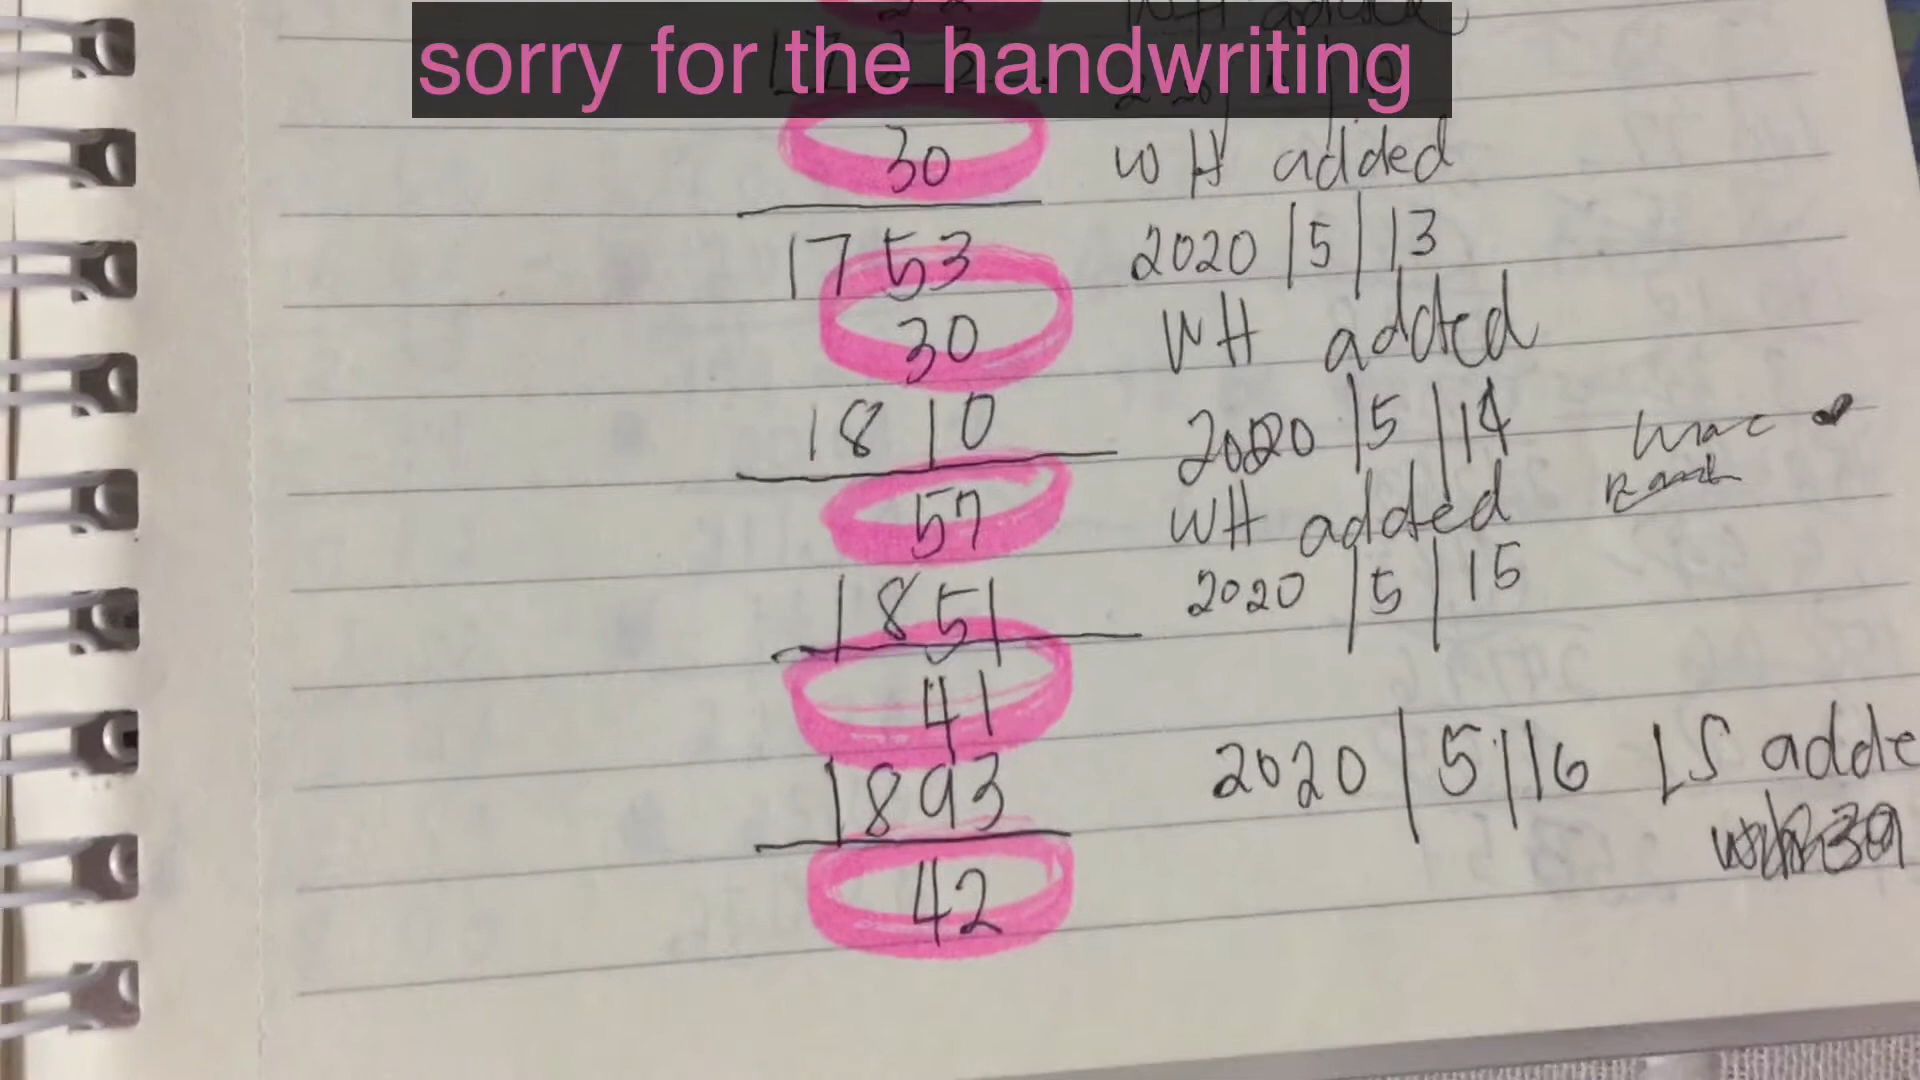 sorry for the handwriting
30 WH added
1753 2020/5/13
30 WH added
1810 2020/5/14
57 WH added
1851 2020/5/15
41
1893 2020/5/16 LS adde
42